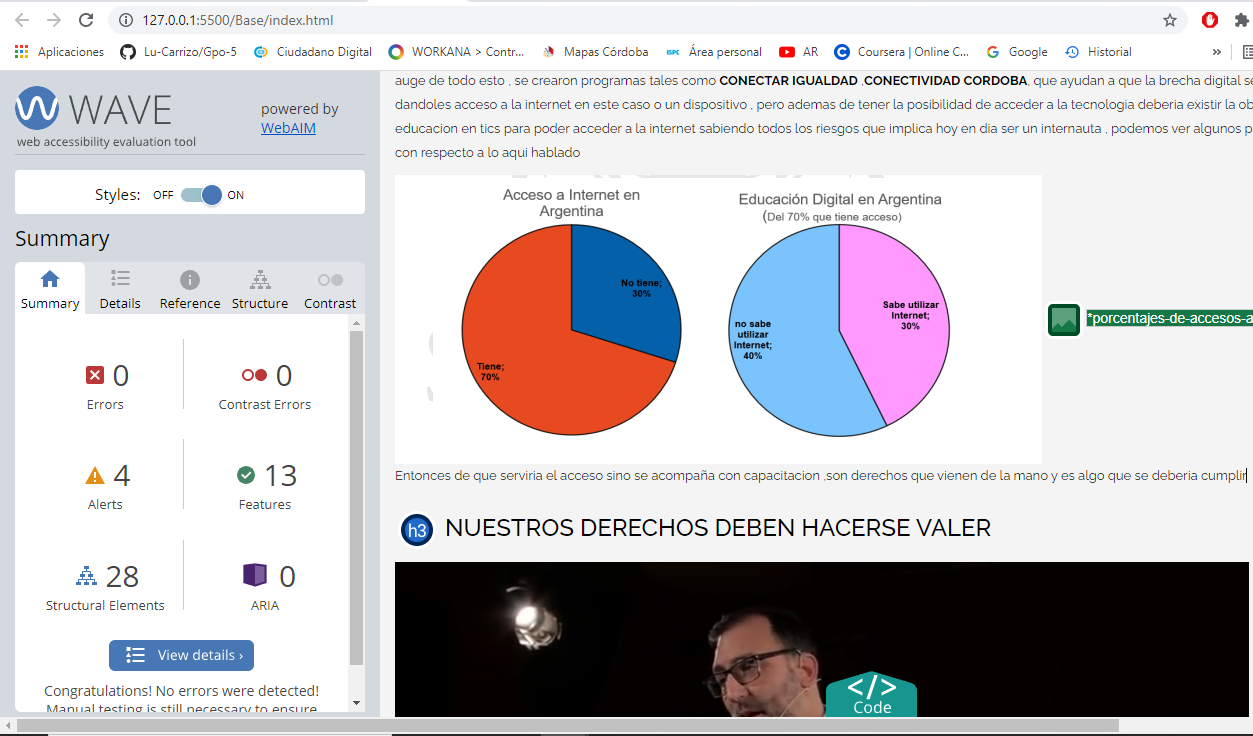 127.0.0.1:5500/Base/index.html
Aplicaciones
Lu-Carrizo/Gpo-5
Ciudadano Digital
WORKANA > Contr...
Mapas Córdoba
ISPC Área personal
AR
Coursera | Online C...
Google
Historial
»
WAVE
web accessibility evaluation tool
powered by
WebAIM
Styles: OFF ON
Summary
Summary Details Reference Structure Contrast
0 0
Errors Contrast Errors
4 13
Alerts Features
28 0
Structural Elements ARIA
View details ›
Congratulations! No errors were detected!
Manual testing is still necessary to ensure
auge de todo esto , se crearon programas tales como CONECTAR IGUALDAD ,CONECTIVIDAD CORDOBA, que ayudan a que la brecha digital se
dandoles acceso a la internet en este caso o un dispositivo , pero ademas de tener la posibilidad de acceder a la tecnologia deberia existir la ob
educacion en tics para poder acceder a la internet sabiendo todos los riesgos que implica hoy en dia ser un internauta , podemos ver algunos p
con respecto a lo aqui hablado
Acceso a Internet en
Argentina
No tiene;
30%
Tiene;
70%
Educación Digital en Argentina
(Del 70% que tiene acceso)
Sabe utilizar
Internet;
30%
no sabe
utilizar
Internet;
40%
*porcentajes-de-accesos-a
Entonces de que serviria el acceso sino se acompaña con capacitacion ,son derechos que vienen de la mano y es algo que se deberia cumplir
h3 NUESTROS DERECHOS DEBEN HACERSE VALER
</>
Code